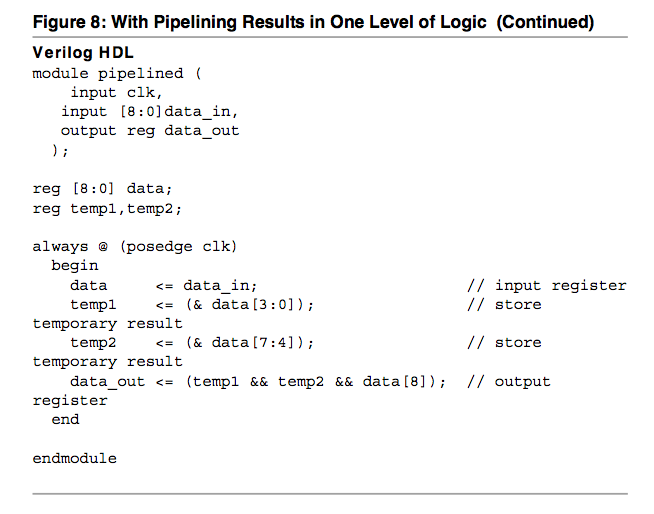 Figure 8: With Pipelining Results in One Level of Logic (Continued)
Verilog HDL
module pipelined (
    input clk,
   input [8:0]data_in,
   output reg data_out
  );
reg [8:0] data;
reg temp1,temp2;
always @ (posedge clk)
  begin
    data     <= data_in;                      // input register
    temp1    <= (& data[3:0]);                // store
temporary result
    temp2    <= (& data[7:4]);                // store
temporary result
    data_out <= (temp1 && temp2 && data[8]);  // output
register
  end
endmodule